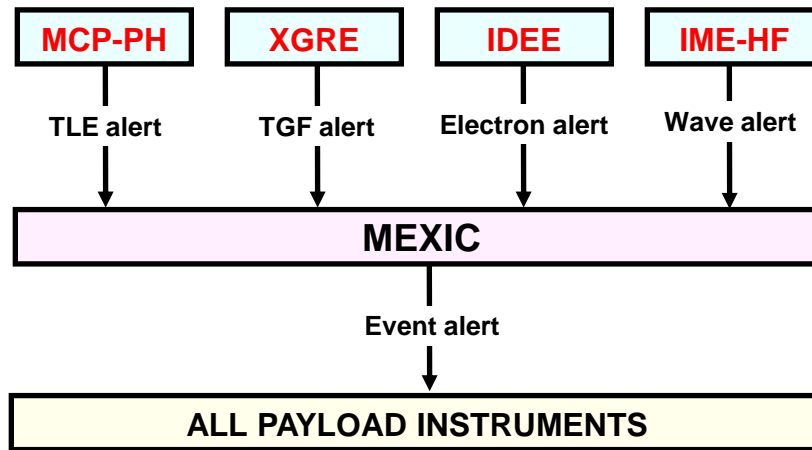 MCP-PH
XGRE
IDEE
IME-HF
TLE alert
TGF alert
Electron alert
Wave alert
MEXIC
Event alert
ALL PAYLOAD INSTRUMENTS